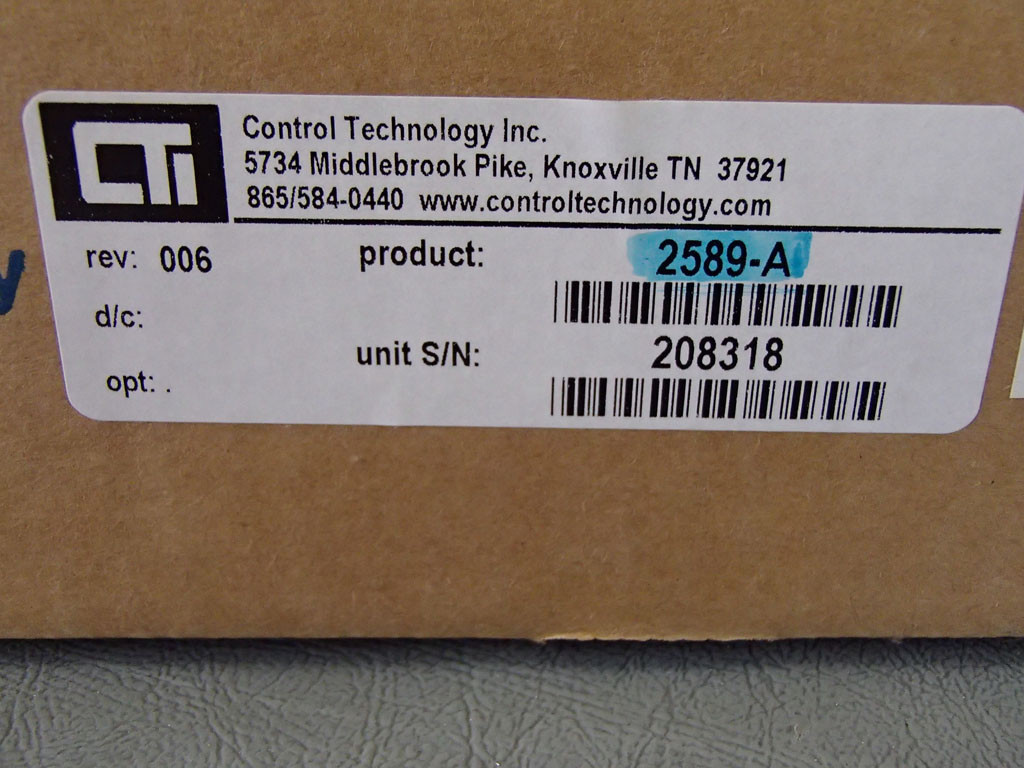 CTi
Control Technology Inc.
5734 Middlebrook Pike, Knoxville TN 37921
865/584-0440 www.controltechnology.com
rev: 006 product: 2589-A
d/c:
unit S/N: 208318
opt: .